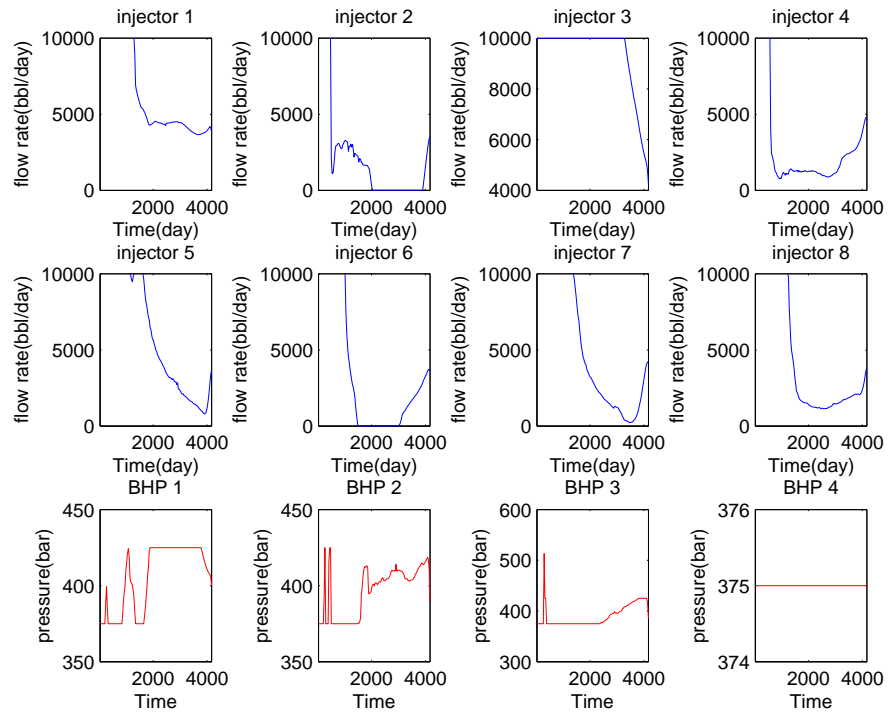 injector 1
10000
5000
0
flow rate(bbl/day)
2000 4000
Time(day)
injector 2
10000
5000
0
flow rate(bbl/day)
2000 4000
Time(day)
injector 3
10000
8000
6000
4000
flow rate(bbl/day)
2000 4000
Time(day)
injector 4
10000
5000
0
flow rate(bbl/day)
2000 4000
Time(day)
injector 5
10000
5000
0
flow rate(bbl/day)
2000 4000
Time(day)
injector 6
10000
5000
0
flow rate(bbl/day)
2000 4000
Time(day)
injector 7
10000
5000
0
flow rate(bbl/day)
2000 4000
Time(day)
injector 8
10000
5000
0
flow rate(bbl/day)
2000 4000
Time(day)
BHP 1
450
400
350
pressure(bar)
2000 4000
Time
BHP 2
450
400
350
pressure(bar)
2000 4000
Time
BHP 3
600
500
400
300
pressure(bar)
2000 4000
Time
BHP 4
376
375
374
pressure(bar)
2000 4000
Time